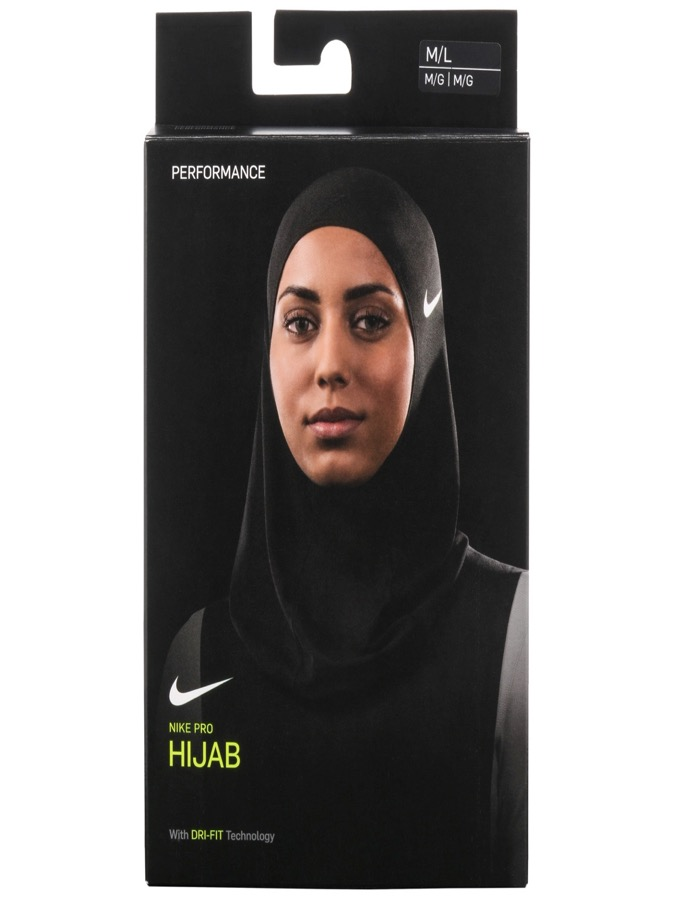 M/L
M/G | M/G
PERFORMANCE
NIKE PRO
HIJAB
With DRI-FIT Technology